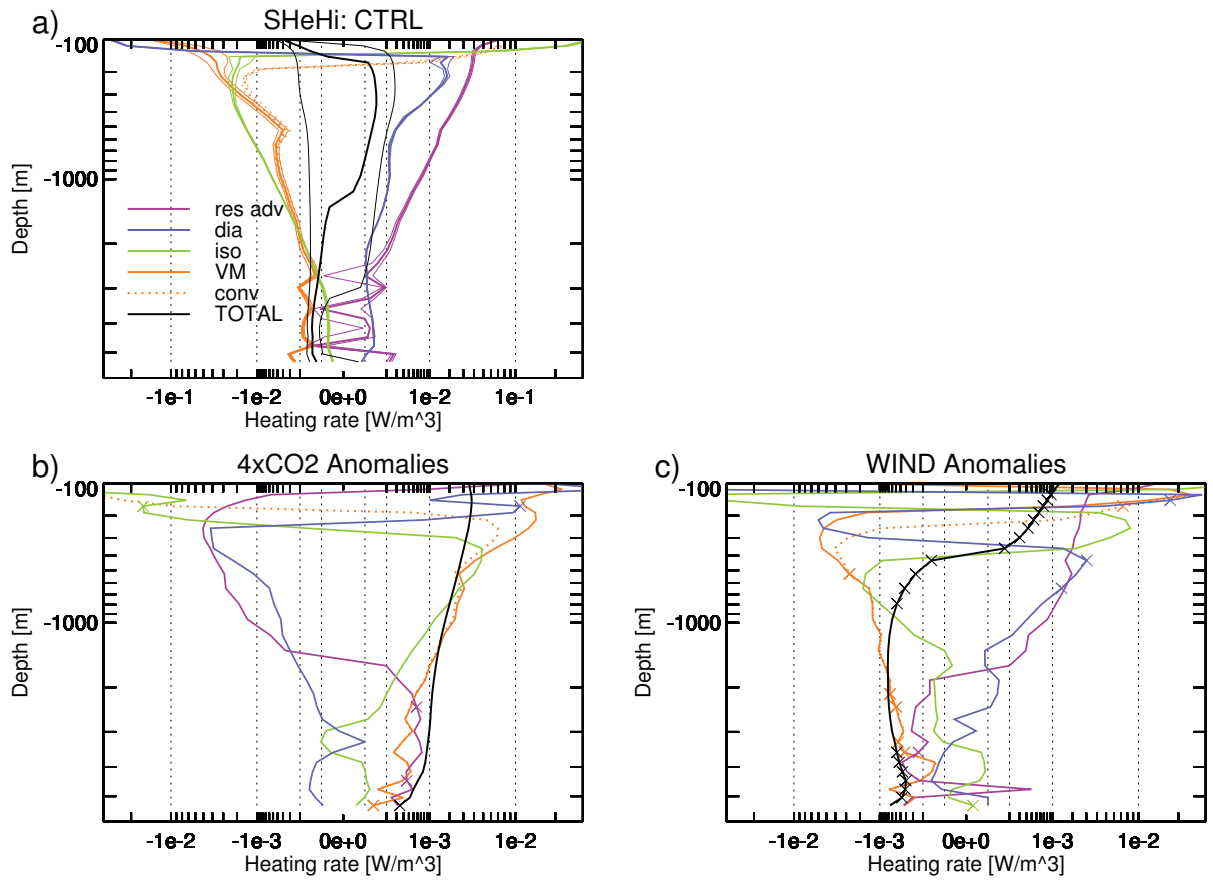 a)
SHeHi: CTRL
-100
-1000
Depth [m]
res adv
dia
iso
VM
conv
TOTAL
-1e-1 -1e-2 0e+0 1e-2 1e-1
Heating rate [W/m^3]
b)
4xCO2 Anomalies
-100
-1000
Depth [m]
-1e-2 -1e-3 0e+0 1e-3 1e-2
Heating rate [W/m^3]
c)
WIND Anomalies
-100
-1000
Depth [m]
-1e-2 -1e-3 0e+0 1e-3 1e-2
Heating rate [W/m^3]